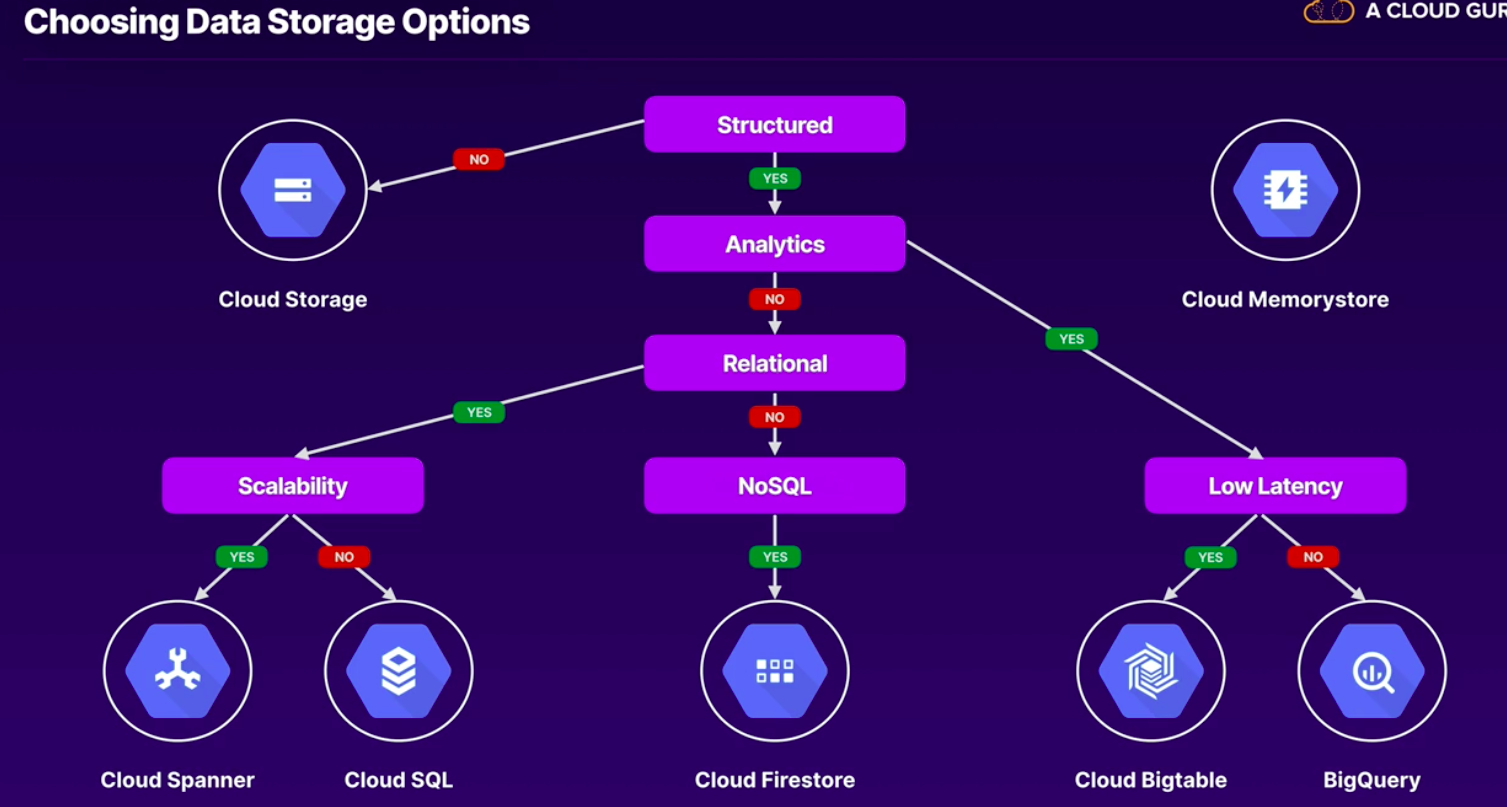 Choosing Data Storage Options
A CLOUD GUR
Structured
NO
YES
Analytics
Cloud Storage
NO
Cloud Memorystore
YES
Relational
YES
NO
Scalability
NoSQL
Low Latency
YES
NO
YES
YES
NO
Cloud Spanner
Cloud SQL
Cloud Firestore
Cloud Bigtable
BigQuery